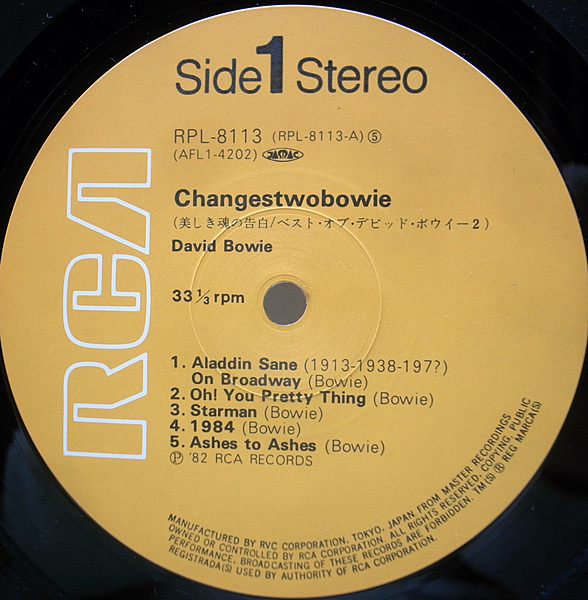 Side 1 Stereo
RPL-8113 (RPL-8113-A) ⑤
(AFL1-4202) JASRAC
Changestwobowie
(美しき魂の告白/ベスト・オブ・デビッド・ボウイー2)
David Bowie
33 1/3 rpm
RCA
1. Aladdin Sane (1913-1938-197?)
On Broadway (Bowie)
2. Oh! You Pretty Thing (Bowie)
3. Starman (Bowie)
4. 1984 (Bowie)
5. Ashes to Ashes (Bowie)
Ⓟ '82 RCA RECORDS
MANUFACTURED BY RVC CORPORATION, TOKYO, JAPAN, FROM MASTER RECORDINGS
OWNED OR CONTROLLED BY RCA CORPORATION. ALL RIGHTS RESERVED. COPYING, PUBLIC
PERFORMANCE, BROADCASTING OF THESE RECORDS ARE FORBIDDEN. TM(S) ® REG MARCA(S)
REGISTRADA(S) USED BY AUTHORITY OF RCA CORPORATION.